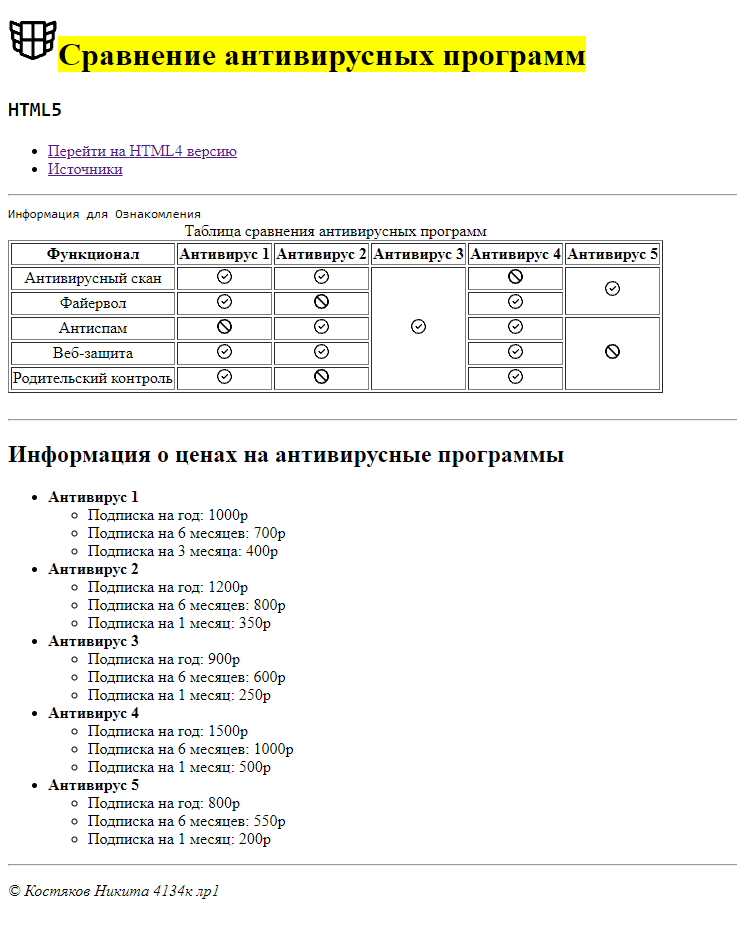 Сравнение антивирусных программ
HTML5
Перейти на HTML4 версию
Источники
Информация для Ознакомления
Таблица сравнения антивирусных программ
Функционал Антивирус 1 Антивирус 2 Антивирус 3 Антивирус 4 Антивирус 5
Антивирусный скан
Файервол
Антиспам
Веб-защита
Родительский контроль
Информация о ценах на антивирусные программы
Антивирус 1
Подписка на год: 1000р
Подписка на 6 месяцев: 700р
Подписка на 3 месяца: 400р
Антивирус 2
Подписка на год: 1200р
Подписка на 6 месяцев: 800р
Подписка на 1 месяц: 350р
Антивирус 3
Подписка на год: 900р
Подписка на 6 месяцев: 600р
Подписка на 1 месяц: 250р
Антивирус 4
Подписка на год: 1500р
Подписка на 6 месяцев: 1000р
Подписка на 1 месяц: 500р
Антивирус 5
Подписка на год: 800р
Подписка на 6 месяцев: 550р
Подписка на 1 месяц: 200р
© Костяков Никита 4134к лр1